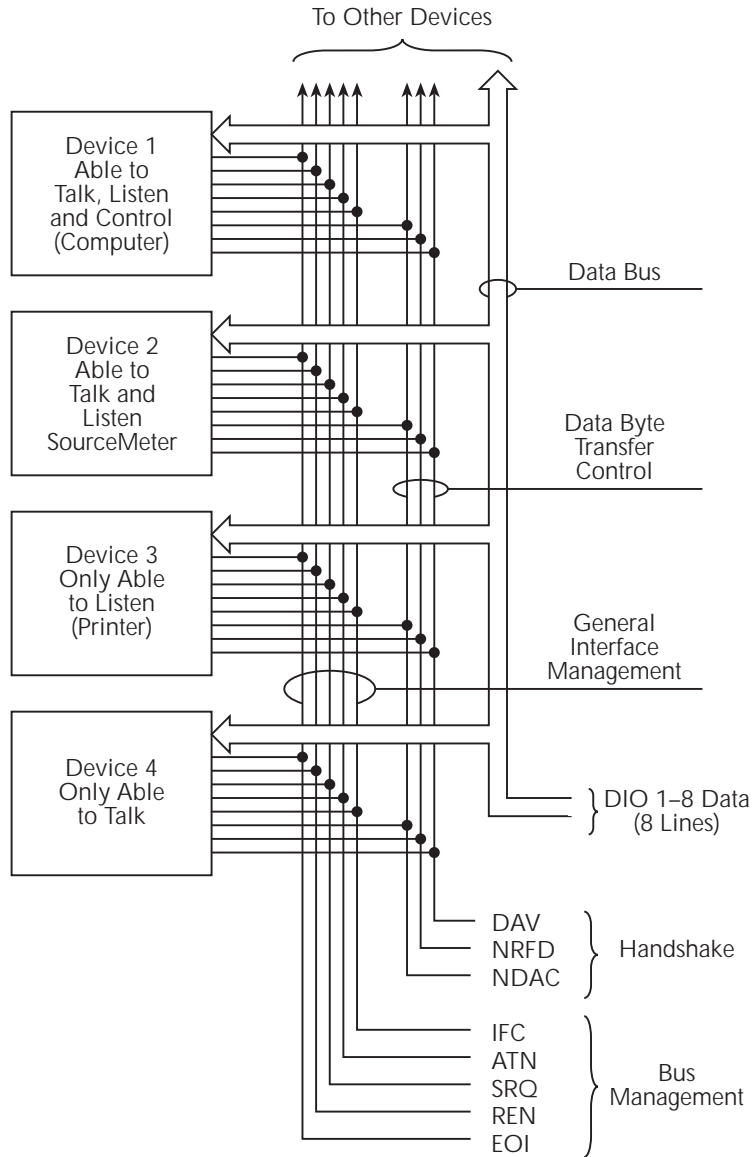 To Other Devices
Device 1
Able to
Talk, Listen
and Control
(Computer)
Data Bus
Device 2
Able to
Talk and
Listen
SourceMeter
Data Byte
Transfer
Control
Device 3
Only Able
to Listen
(Printer)
General
Interface
Management
Device 4
Only Able
to Talk
DIO 1–8 Data
(8 Lines)
DAV
NRFD
NDAC
Handshake
IFC
ATN
SRQ
REN
EOI
Bus
Management